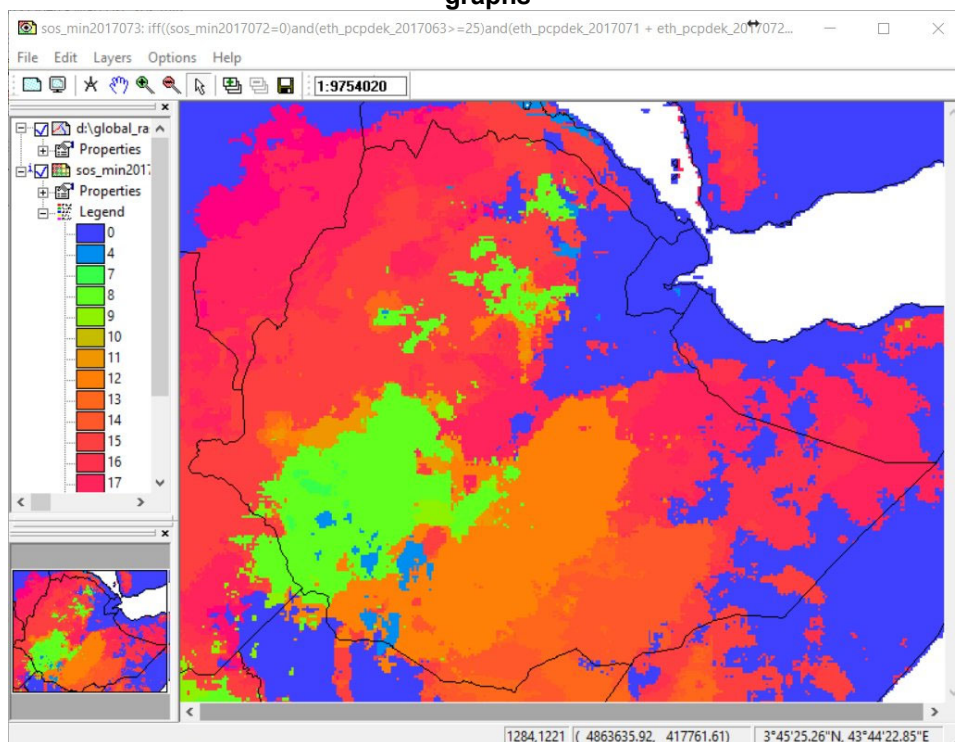 graphs
sos_min2017073: iff((sos_min2017072=0)and(eth_pcpdek_2017063>=25)and(eth_pcpdek_2017071 + eth_pcpdek_2017072...
File Edit Layers Options Help
1:9754020
d:\global_ra
Properties
sos_min201
Properties
Legend
0
4
7
8
9
10
11
12
13
14
15
16
17
1284,1221 ( 4863635.92, 417761.61) 3°45'25.26"N, 43°44'22.85"E